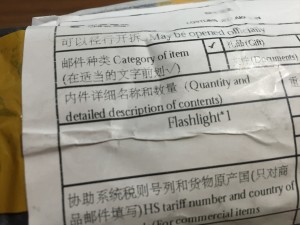 可以径行开拆 May be opened officially
邮件种类 Category of item
(在适当的文字前划√)
✓ 礼品(Gift)
文件(Documents)
内件详细名称和数量（Quantity and
detailed description of contents)
重
Flashlight*1
协助系统税则号列和货物原产国(只对商
品邮件填写)HS tariff number and country of
(For commercial items